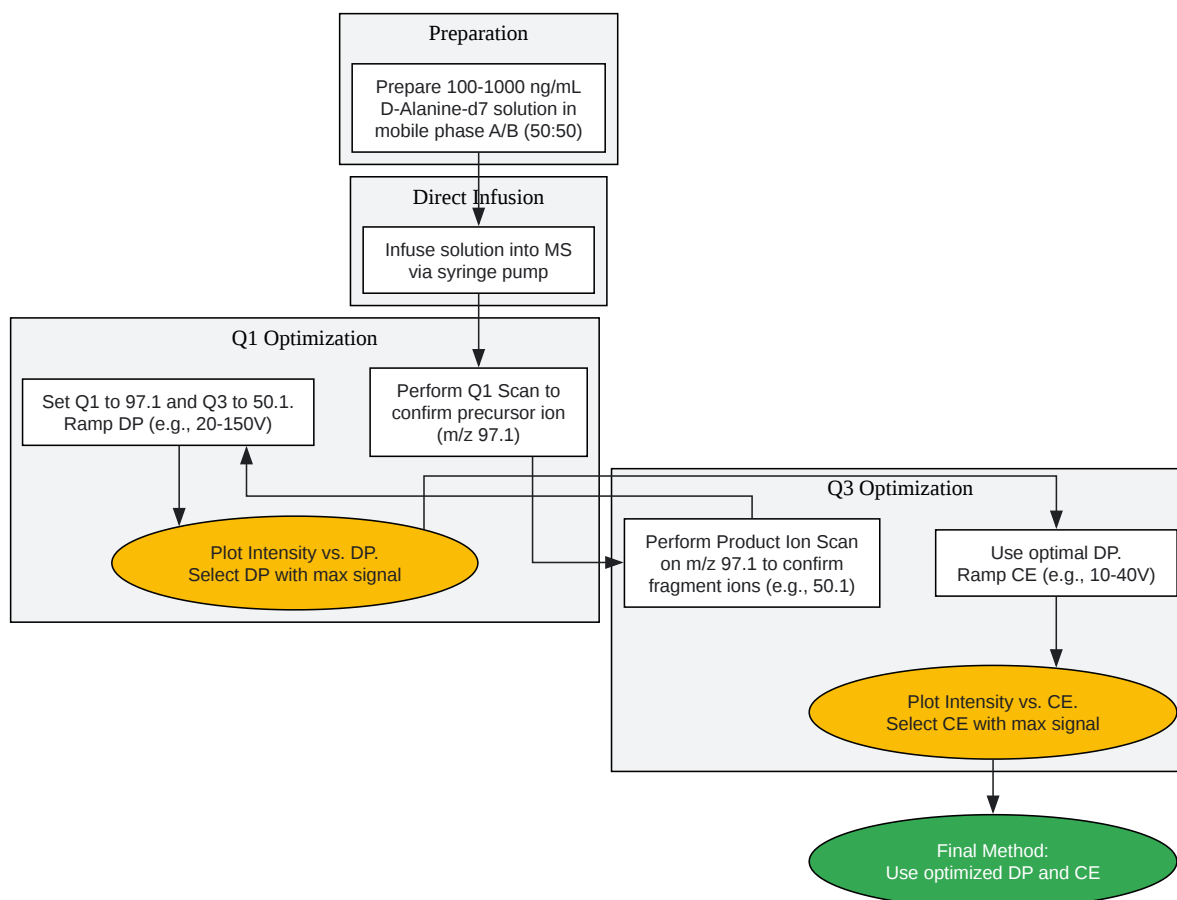 Preparation
Prepare 100-1000 ng/mL
D-Alanine-d7 solution in
mobile phase A/B (50:50)
Direct Infusion
Infuse solution into MS
via syringe pump
Q1 Optimization
Set Q1 to 97.1 and Q3 to 50.1.
Ramp DP (e.g., 20-150V)
Perform Q1 Scan to
confirm precursor ion
(m/z 97.1)
Plot Intensity vs. DP.
Select DP with max signal
Q3 Optimization
Perform Product Ion Scan
on m/z 97.1 to confirm
fragment ions (e.g., 50.1)
Use optimal DP.
Ramp CE (e.g., 10-40V)
Plot Intensity vs. CE.
Select CE with max signal
Final Method:
Use optimized DP and CE